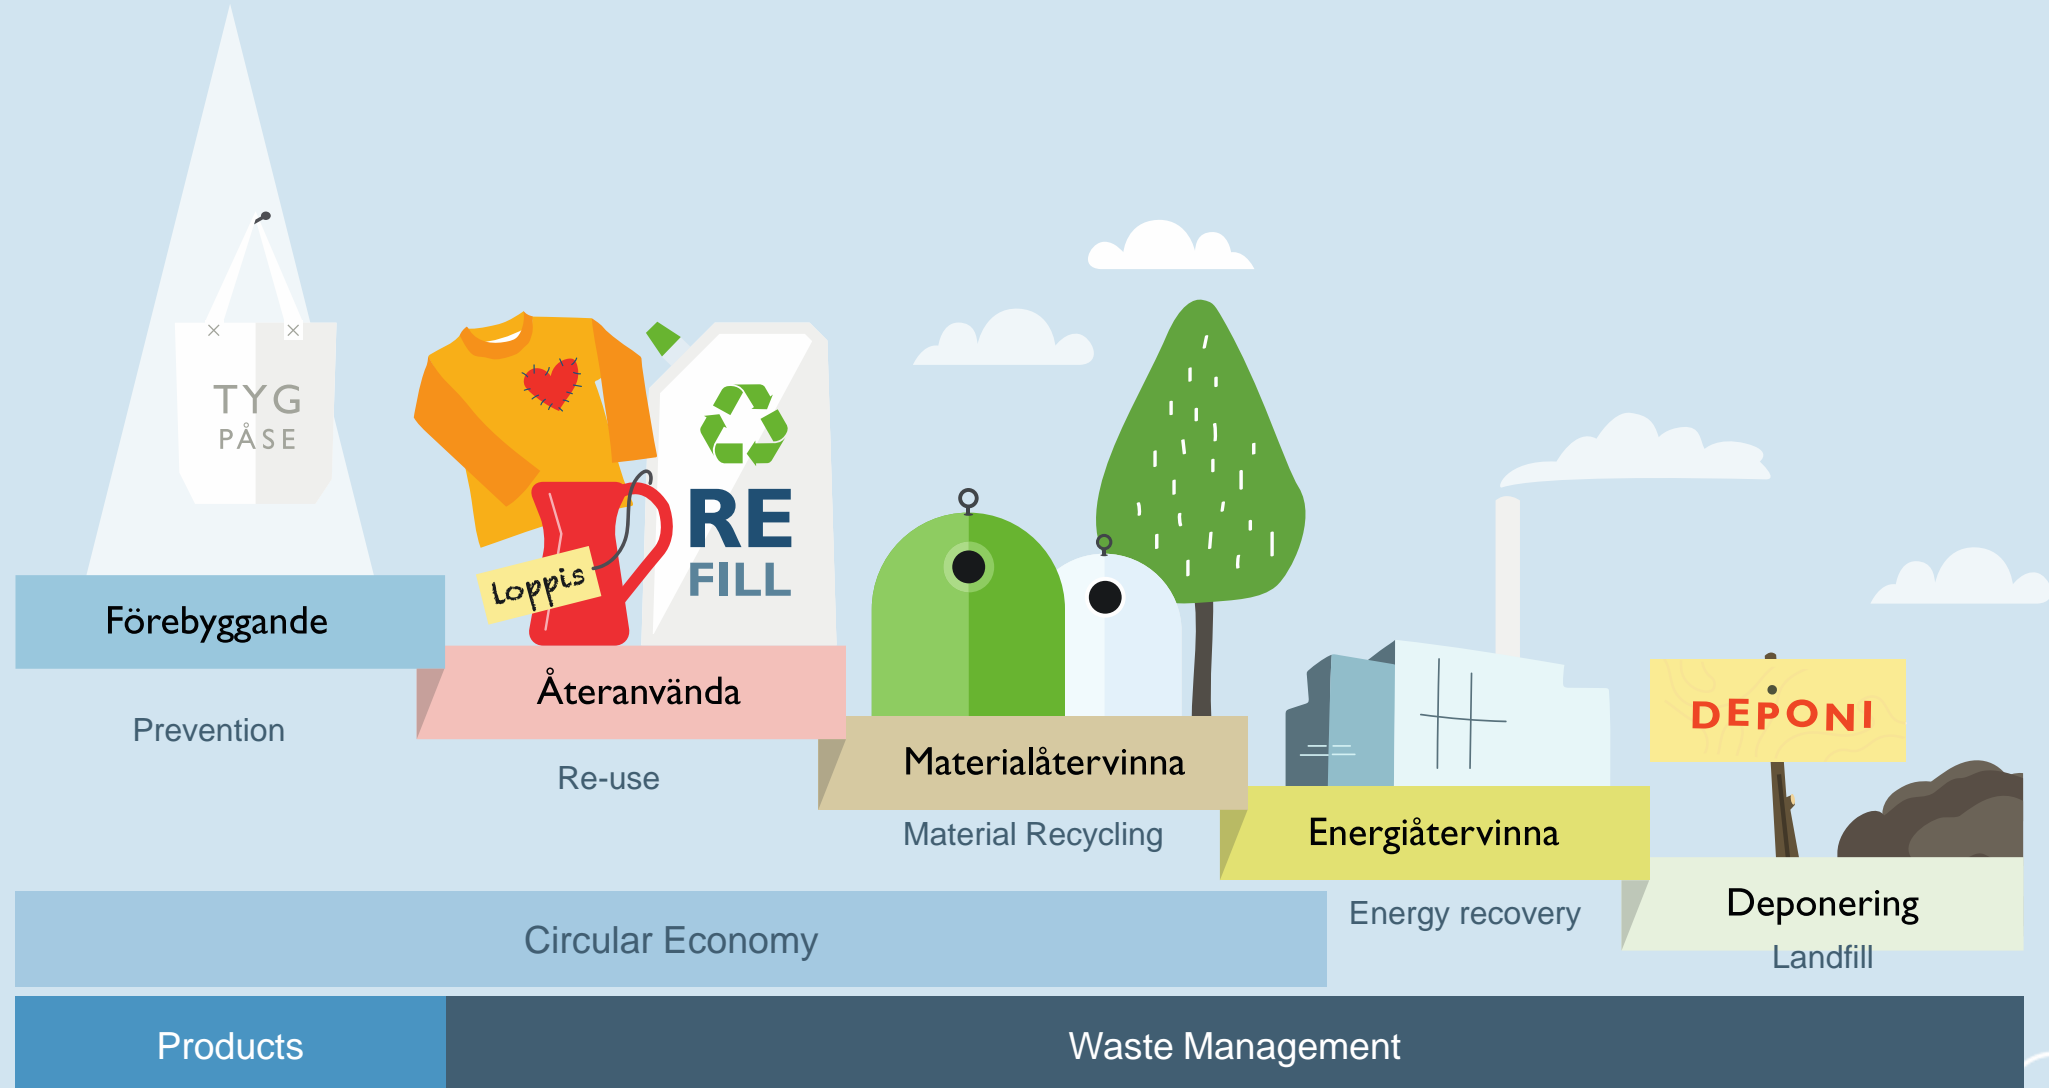 TYG
PÅSE
Loppis
RE
FILL
DEPONI
Förebyggande
Återanvända
Materialåtervinna
Energiåtervinna
Deponering
Prevention
Re-use
Material Recycling
Energy recovery
Landfill
Circular Economy
Products
Waste Management